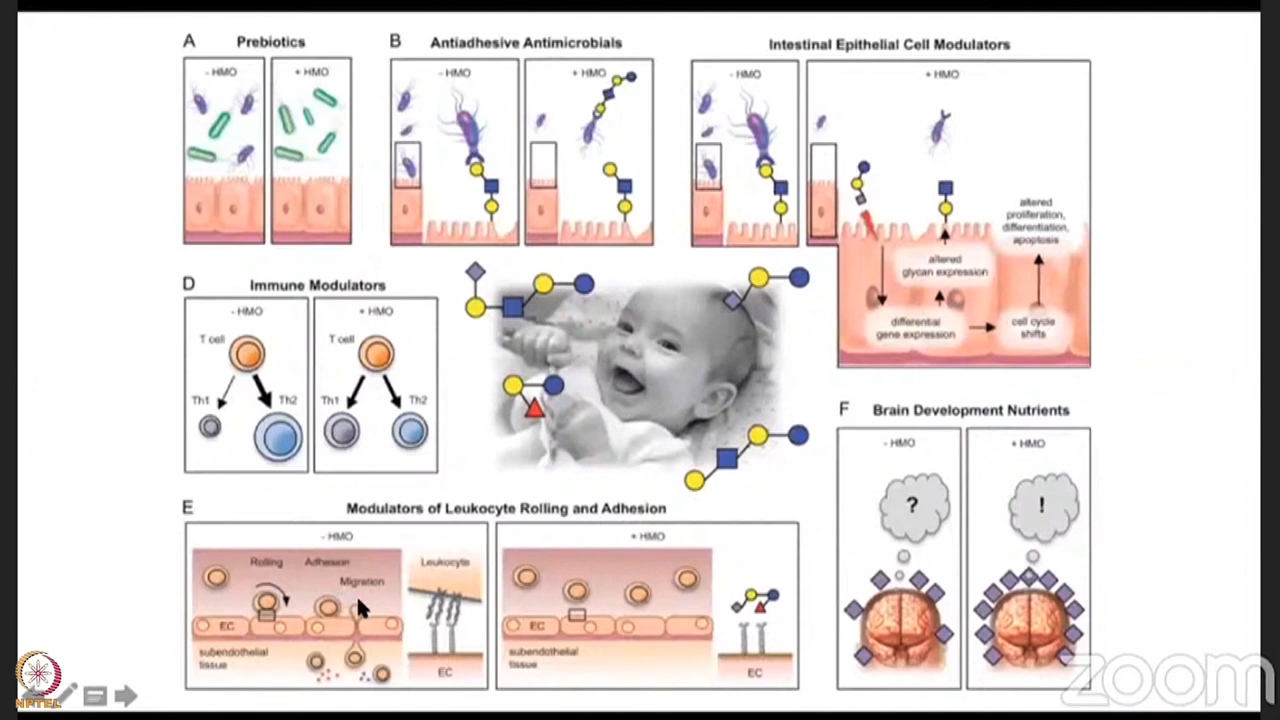 A Prebiotics
- HMO
+ HMO
B Antiadhesive Antimicrobials
- HMO
+ HMO
Intestinal Epithelial Cell Modulators
- HMO
+ HMO
altered
proliferation,
differentiation,
apoptosis
altered
glycan expression
differential
gene expression
cell cycle
shifts
D Immune Modulators
- HMO
T cell
Th1
Th2
+ HMO
T cell
Th1
Th2
E Modulators of Leukocyte Rolling and Adhesion
- HMO
Rolling
Adhesion
Migration
EC
subendothelial
tissue
Leukocyte
EC
+ HMO
EC
subendothelial
tissue
EC
F Brain Development Nutrients
- HMO
?
+ HMO
!
NPTEL
zoom